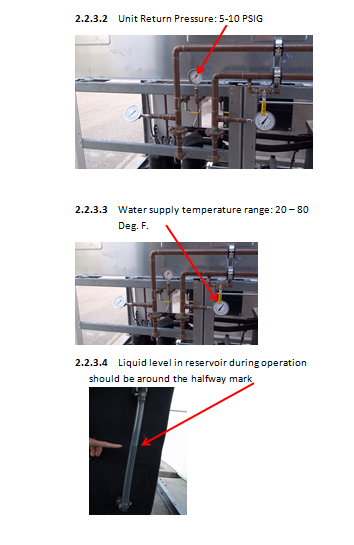 2.2.3.2 Unit Return Pressure: 5-10 PSIG
2.2.3.3 Water supply temperature range: 20 – 80
Deg. F.
2.2.3.4 Liquid level in reservoir during operation
should be around the halfway mark